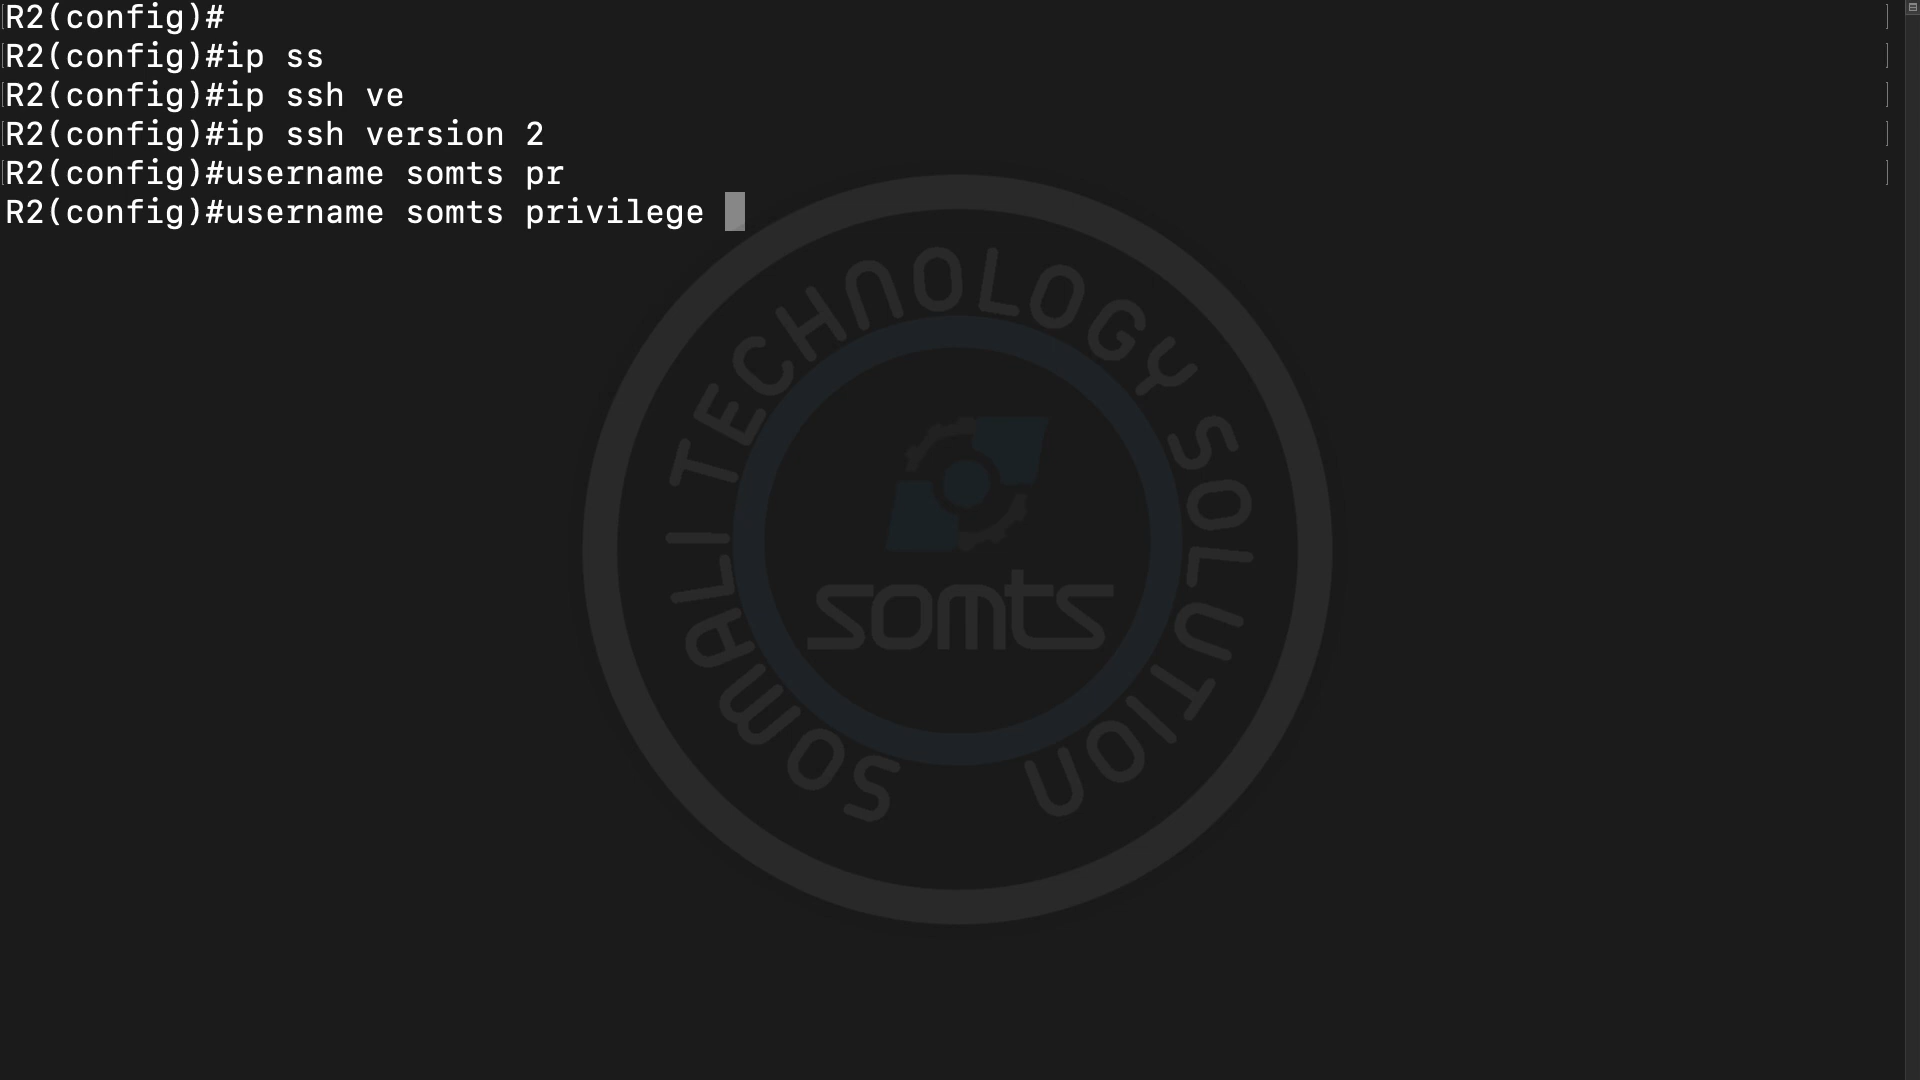 R2(config)#
R2(config)#ip ss
R2(config)#ip ssh ve
R2(config)#ip ssh version 2
R2(config)#username somts pr
R2(config)#username somts privilege
SOMALI TECHNOLOGY SOLUTION
somts